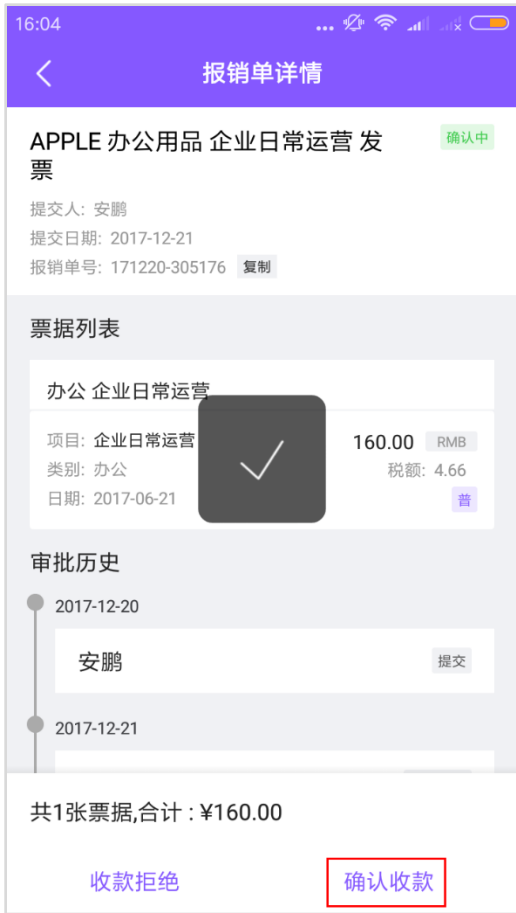 16:04
报销单详情
APPLE 办公用品 企业日常运营 发
票
确认中
提交人: 安鹏
提交日期: 2017-12-21
报销单号: 171220-305176 复制
票据列表
办公 企业日常运营
项目: 企业日常运营 160.00 RMB
类别: 办公 税额: 4.66
日期: 2017-06-21 普
审批历史
2017-12-20
安鹏 提交
2017-12-21
共1张票据,合计 : ¥160.00
收款拒绝 确认收款